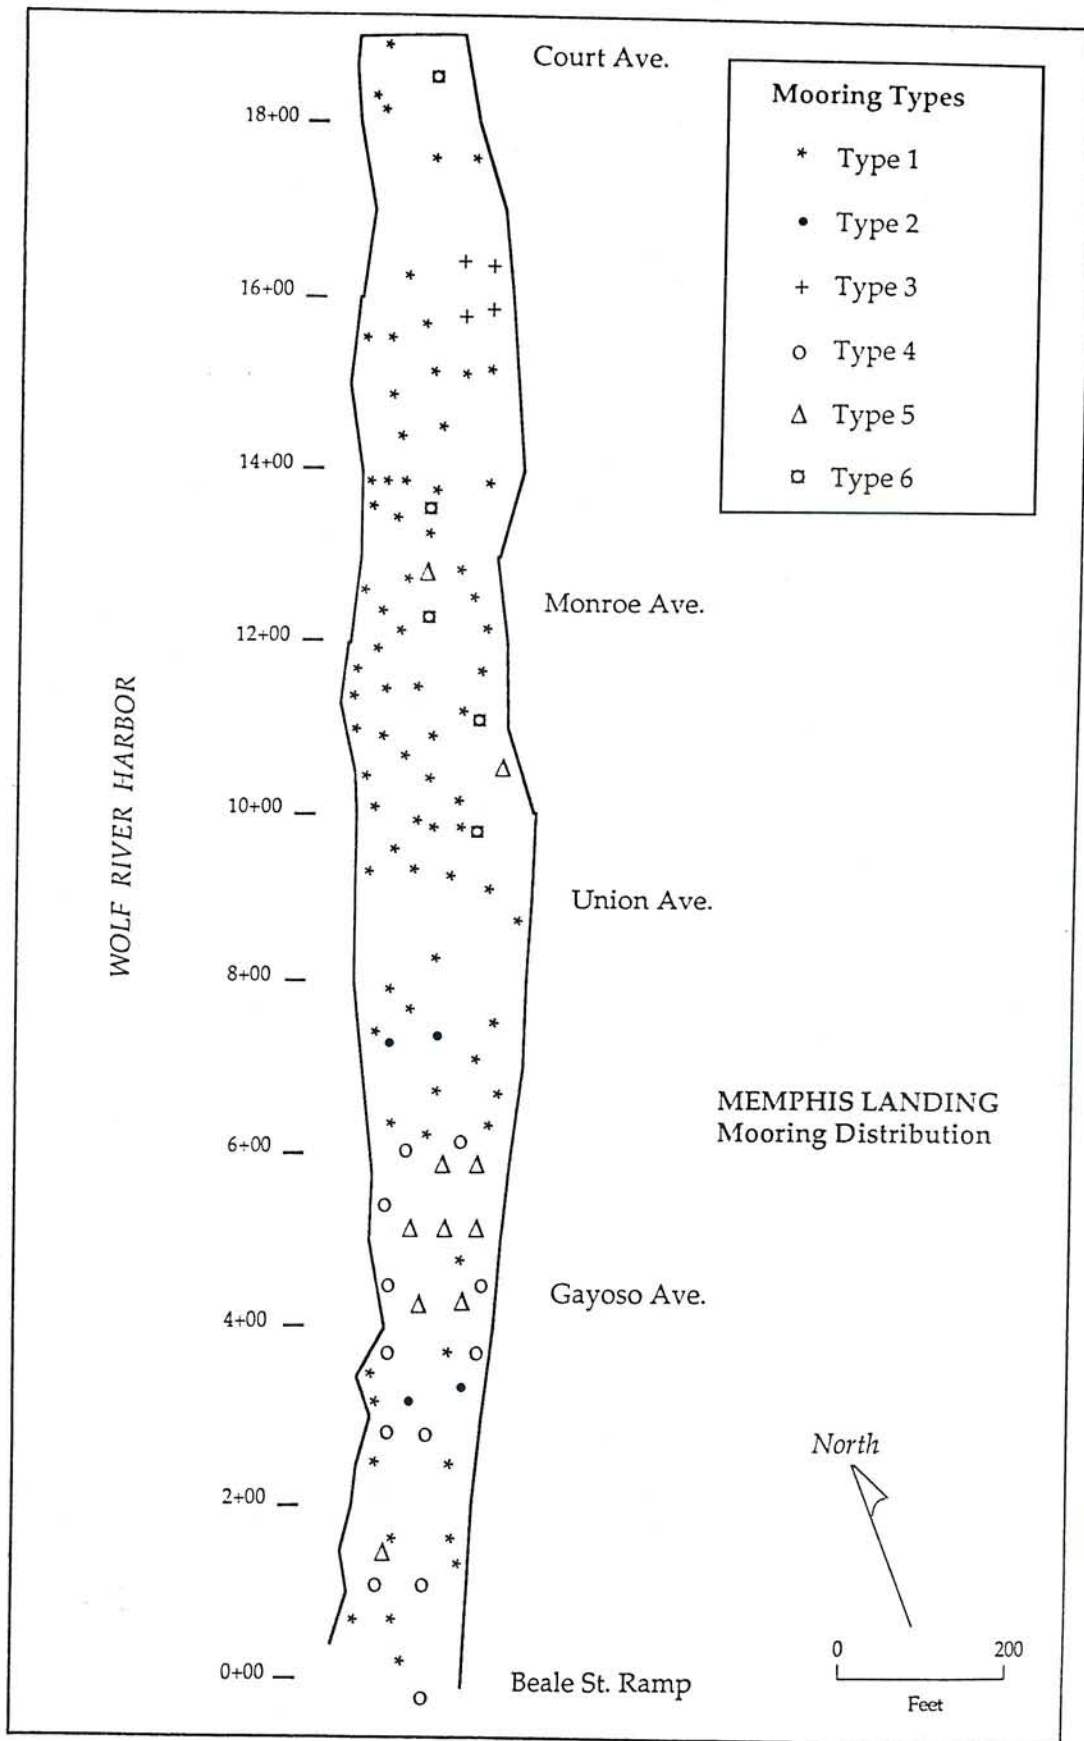 Court Ave.
Mooring Types
* Type 1
• Type 2
+ Type 3
o Type 4
Δ Type 5
¤ Type 6
18+00
16+00
14+00
Monroe Ave.
12+00
WOLF RIVER HARBOR
10+00
Union Ave.
8+00
MEMPHIS LANDING
Mooring Distribution
6+00
Gayoso Ave.
4+00
North
2+00
0 200
Feet
0+00
Beale St. Ramp